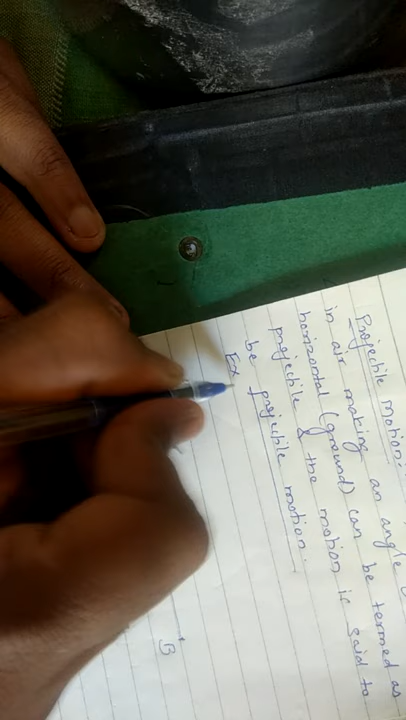 Projectile motion:
in air making an angle
horizontal (ground) can be termed as
projectile & the motion is said to
be projectile motion.
Ex
B